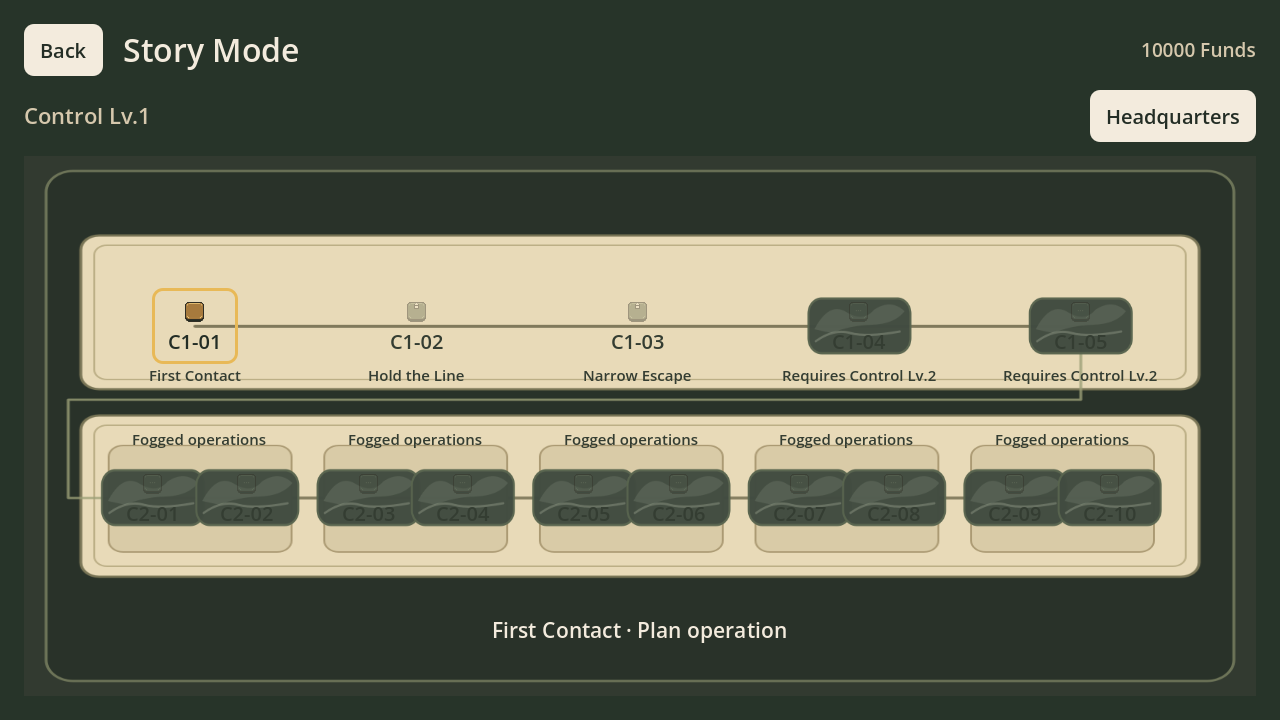 Back
Story Mode
10000 Funds
Control Lv.1
Headquarters
C1-01
C1-02
C1-03
C1-04
C1-05
First Contact
Hold the Line
Narrow Escape
Requires Control Lv.2
Requires Control Lv.2
Fogged operations
Fogged operations
Fogged operations
Fogged operations
Fogged operations
C2-01
C2-02
C2-03
C2-04
C2-05
C2-06
C2-07
C2-08
C2-09
C2-10
First Contact · Plan operation